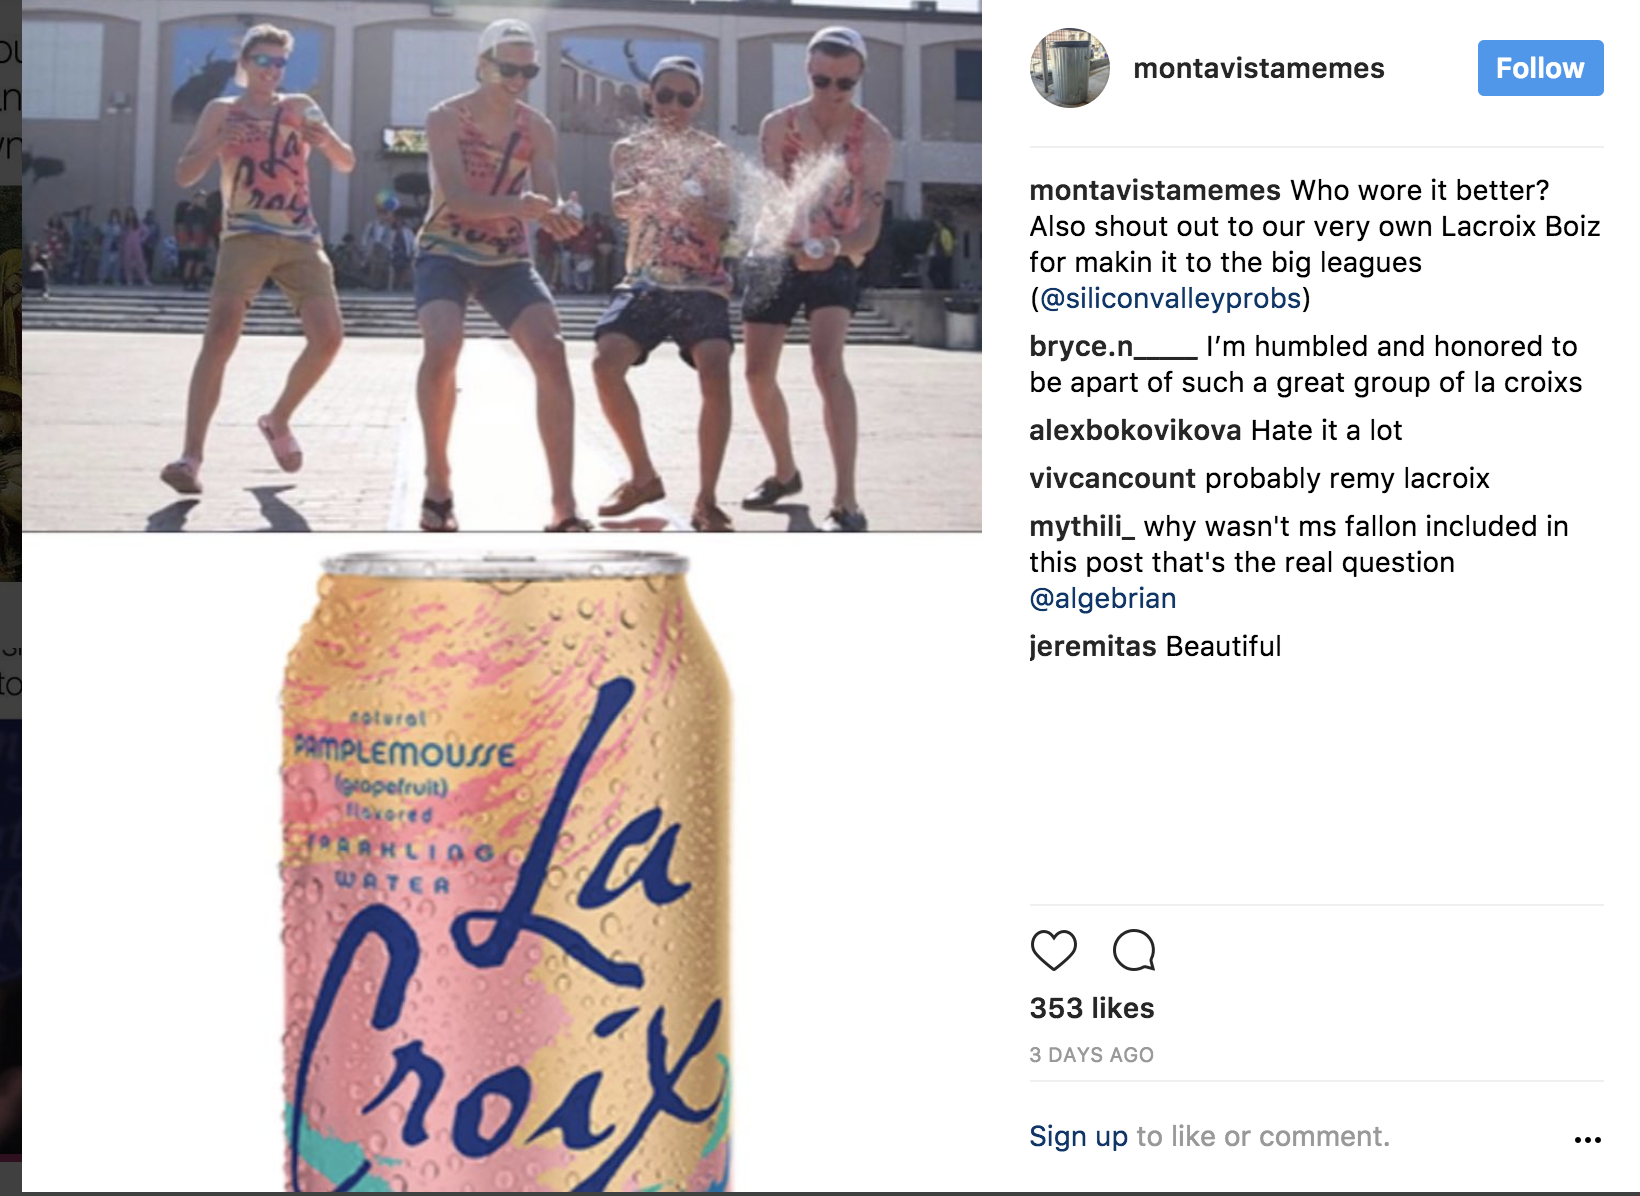 La
Croix
La
montavistamemes
Follow
montavistamemes Who wore it better?
Also shout out to our very own Lacroix Boiz
for makin it to the big leagues
(@siliconvalleyprobs)
bryce.n_____ I’m humbled and honored to
be apart of such a great group of la croixs
alexbokovikova Hate it a lot
vivcancount probably remy lacroix
mythili_ why wasn't ms fallon included in
this post that's the real question
@algebrian
jeremitas Beautiful
natural
PAMPLEMOUSSE
(grapefruit)
flavored
SPARKLING
WATER
La
Croix
353 likes
3 DAYS AGO
Sign up to like or comment.